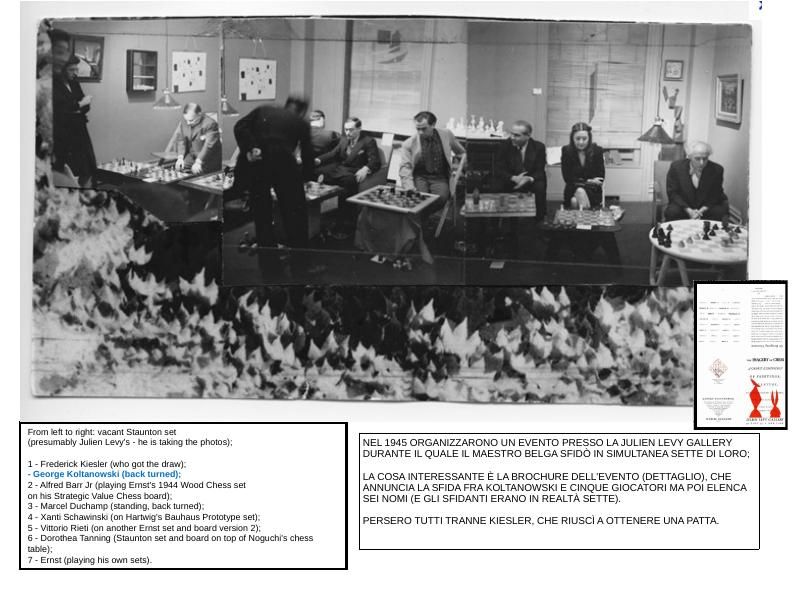 THE IMAGERY OF CHESS
JULIEN LEVY GALLERY
From left to right: vacant Staunton set
(presumably Julien Levy's - he is taking the photos);
1 - Frederick Kiesler (who got the draw);
- George Koltanowski (back turned);
2 - Alfred Barr Jr (playing Ernst's 1944 Wood Chess set
on his Strategic Value Chess board);
3 - Marcel Duchamp (standing, back turned);
4 - Xanti Schawinski (on Hartwig's Bauhaus Prototype set);
5 - Vittorio Rieti (on another Ernst set and board version 2);
6 - Dorothea Tanning (Staunton set and board on top of Noguchi's chess
table);
7 - Ernst (playing his own sets).
NEL 1945 ORGANIZZARONO UN EVENTO PRESSO LA JULIEN LEVY GALLERY
DURANTE IL QUALE IL MAESTRO BELGA SFIDÒ IN SIMULTANEA SETTE DI LORO;
LA COSA INTERESSANTE È LA BROCHURE DELL'EVENTO (DETTAGLIO), CHE
ANNUNCIA LA SFIDA FRA KOLTANOWSKI E CINQUE GIOCATORI MA POI ELENCA
SEI NOMI (E GLI SFIDANTI ERANO IN REALTÀ SETTE).
PERSERO TUTTI TRANNE KIESLER, CHE RIUSCÌ A OTTENERE UNA PATTA.